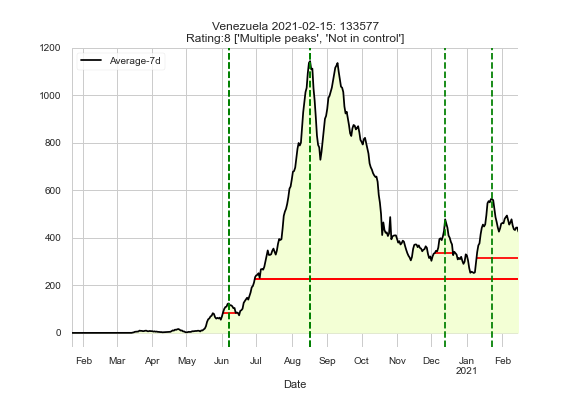 Venezuela 2021-02-15: 133577
Rating:8 ['Multiple peaks', 'Not in control']
Average-7d
1200
1000
800
600
400
200
0
Feb Mar Apr May Jun Jul Aug Sep Oct Nov Dec Jan Feb
2021
Date